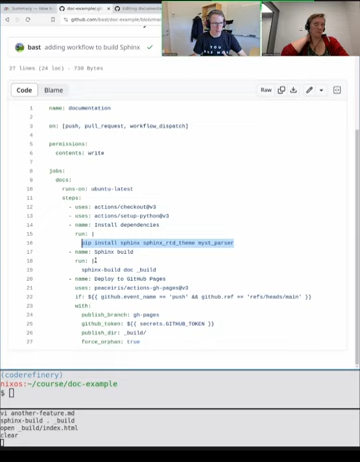 doc-example/
Editing documenta
bast adding workflow to build Sphinx
37 lines (24 loc) · 730 Bytes
Code Blame Raw
1 name: documentation
2
3 on: [push, pull_request, workflow_dispatch]
4
5 permissions:
6 contents: write
7
8 jobs:
9 docs:
10 runs-on: ubuntu-latest
11 steps:
12 - uses: actions/checkout@v3
13 - uses: actions/setup-python@v3
14 - name: Install dependencies
15 run: |
16 pip install sphinx sphinx_rtd_theme myst_parser
17 - name: Sphinx build
18 run: |
19 sphinx-build doc _build
20 - name: Deploy to GitHub Pages
21 uses: peaceiris/actions-gh-pages@v3
22 if: ${{ github.event_name == 'push' && github.ref == 'refs/heads/main' }}
23 with:
24 publish_branch: gh-pages
25 github_token: ${{ secrets.GITHUB_TOKEN }}
26 publish_dir: _build/
27 force_orphan: true
(coderefinery)
nixos:~/course/doc-example
$
vi another-feature.md
sphinx-build . _build
open _build/index.html
clear